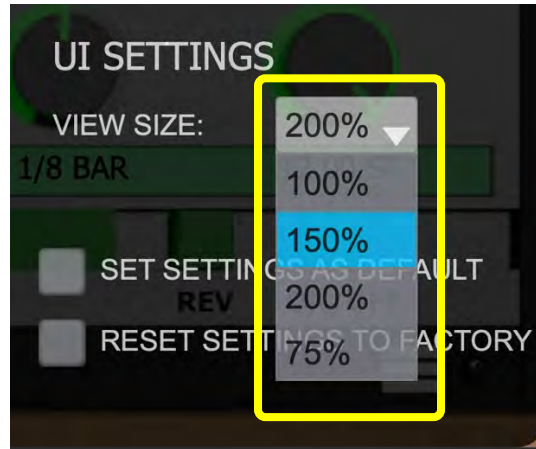 UI SETTINGS
VIEW SIZE: 200%
1/8 BAR
100%
150%
SET SETTINGS AS DEFAULT
200%
REV
RESET SETTINGS TO FACTORY
75%